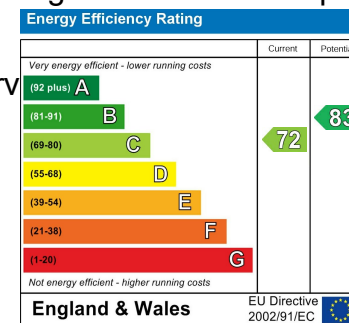 Energy Efficiency Rating
Current
Very energy efficient - lower running costs
(92 plus) A
(81-91) B
83
(69-80) C
72
(55-68) D
(39-54) E
(21-38) F
(1-20) G
Not energy efficient - higher running costs
England & Wales
EU Directive
2002/91/EC